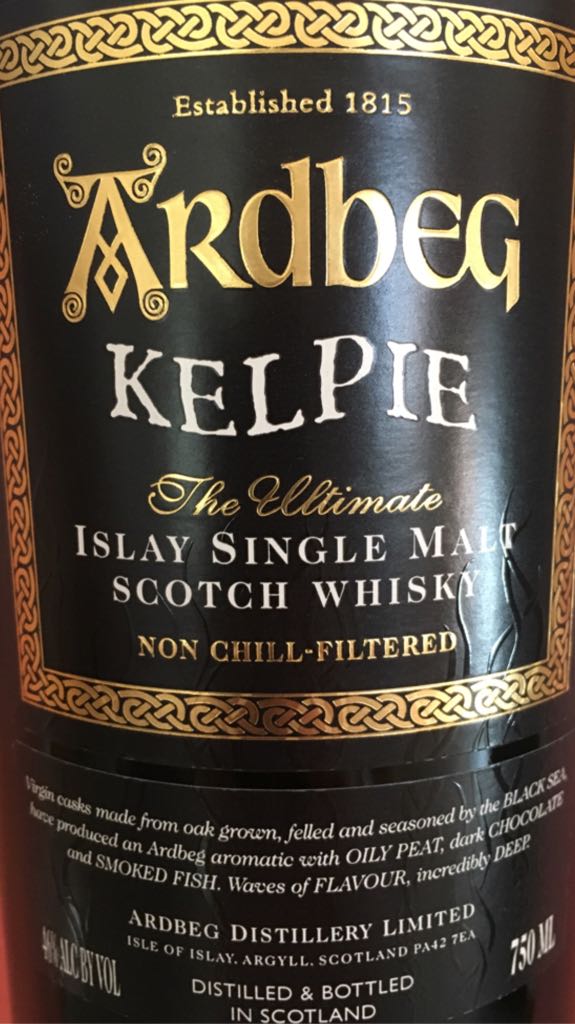 Established 1815
ARDBEG
KELPIE
The Ultimate
ISLAY SINGLE MALT
SCOTCH WHISKY
NON CHILL-FILTERED
Virgin casks made from oak grown, felled and seasoned by the BLACK SEA,
have produced an Ardbeg aromatic with OILY PEAT, dark CHOCOLATE
and SMOKED FISH. Waves of FLAVOUR, incredibly DEEP.
ARDBEG DISTILLERY LIMITED
ISLE OF ISLAY, ARGYLL, SCOTLAND PA42 7EA
46% ALC BY VOL
750 ML
DISTILLED & BOTTLED
IN SCOTLAND